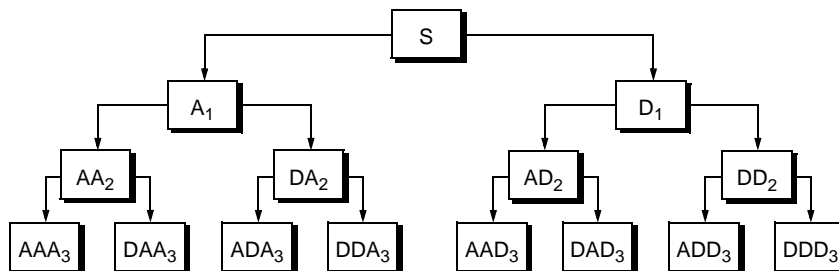 S
A₁ D₁
AA₂ DA₂ AD₂ DD₂
AAA₃ DAA₃ ADA₃ DDA₃ AAD₃ DAD₃ ADD₃ DDD₃